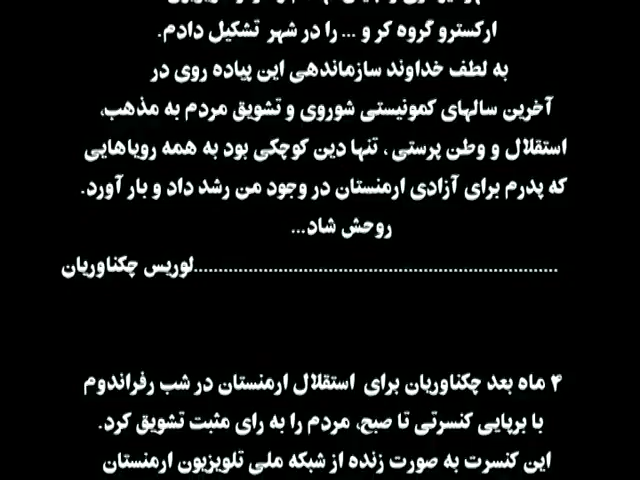 ارکسترو گروه کر و ... را در شهر تشکیل دادم.
به لطف خداوند سازماندهی این پیاده روی در
آخرین سالهای کمونیستی شوروی و تشویق مردم به مذهب،
استقلال و وطن پرستی ، تنها دین کوچکی بود به همه رویاهایی
که پدرم برای آزادی ارمنستان در وجود من رشد داد و بار آورد.
روحش شاد...
لوریس چکناوریان...........................................................................
۴ ماه بعد چکناوریان برای استقلال ارمنستان در شب رفراندوم
با برپایی کنسرتی تا صبح، مردم را به رای مثبت تشویق کرد.
این کنسرت به صورت زنده از شبکه ملی تلویزیون ارمنستان